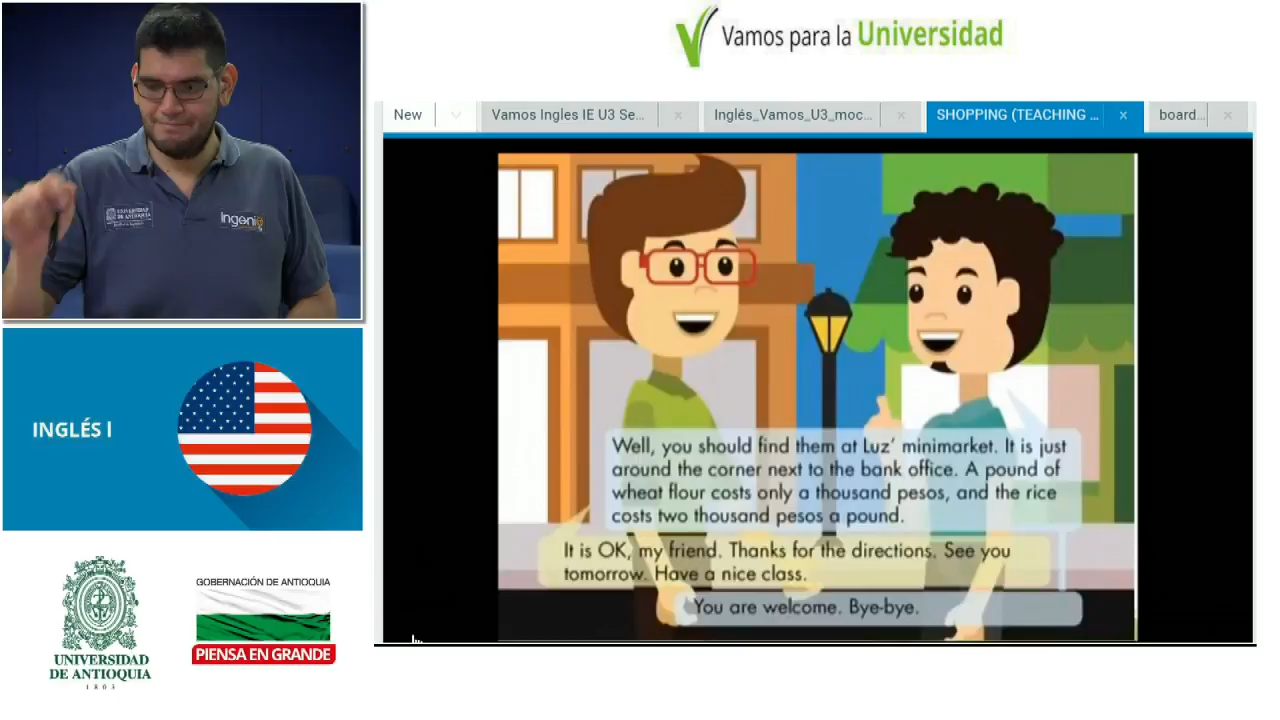 Vamos para la Universidad
New
Vamos Ingles IE U3 Se...
Inglés_Vamos_U3_moc...
SHOPPING (TEACHING ...
board...
UNIVERSIDAD
DE ANTIOQUIA
Ingeni@
INGLÉS I
Well, you should find them at Luz' minimarket. It is just
around the corner next to the bank office. A pound of
wheat flour costs only a thousand pesos, and the rice
costs two thousand pesos a pound.
It is OK, my friend. Thanks for the directions. See you
tomorrow. Have a nice class.
You are welcome. Bye-bye.
UNIVERSIDAD
DE ANTIOQUIA
1803
GOBERNACIÓN DE ANTIOQUIA
PIENSA EN GRANDE